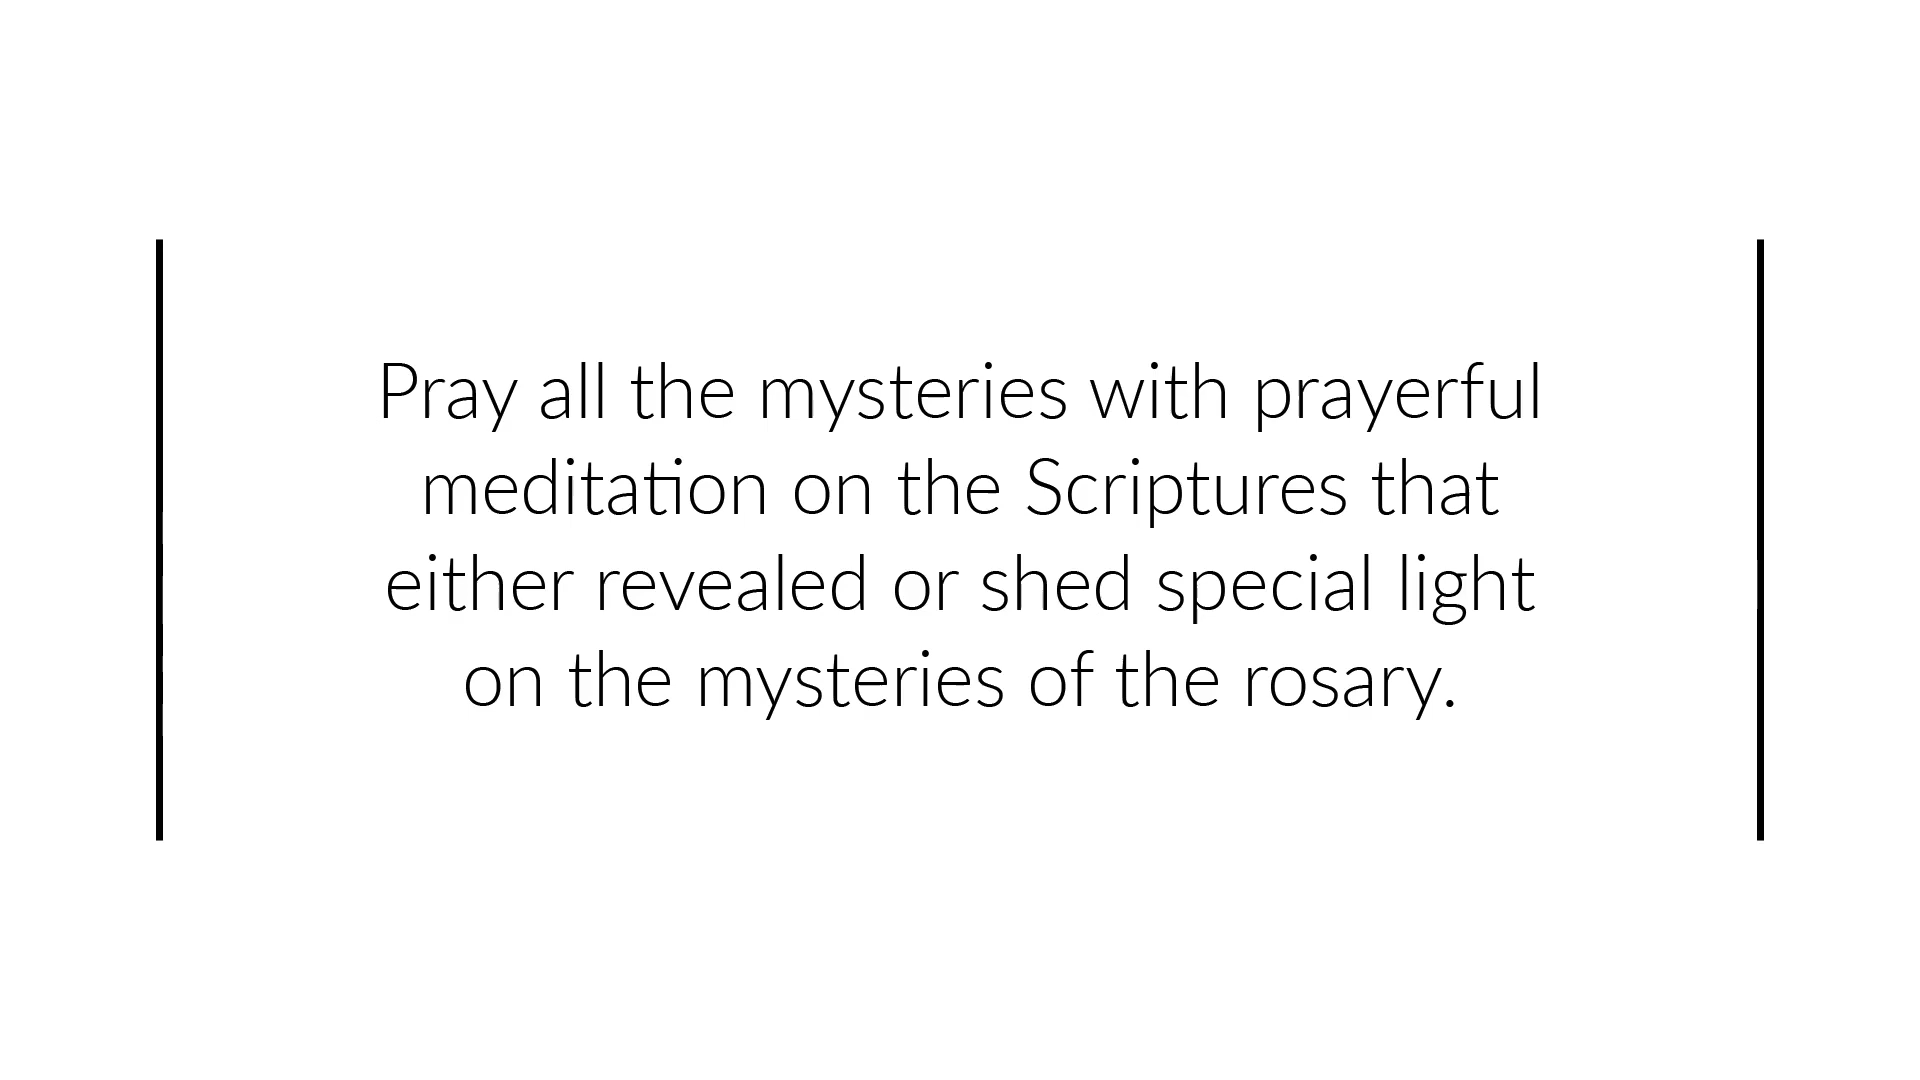 Pray all the mysteries with prayerful
meditation on the Scriptures that
either revealed or shed special light
on the mysteries of the rosary.